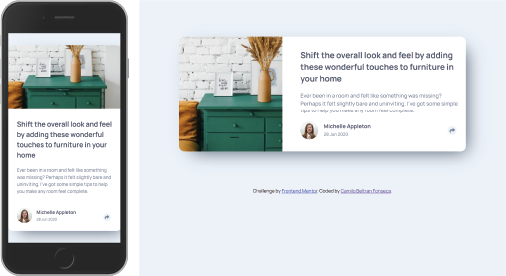 Shift the overall look and feel
by adding these wonderful
touches to furniture in your
home
Ever been in a room and felt like something
was missing? Perhaps it felt slightly bare and
uninviting. I've got some simple tips to help
you make any room feel complete.
Michelle Appleton
28 Jun 2020
Shift the overall look and feel by adding
these wonderful touches to furniture in
your home
Ever been in a room and felt like something was missing?
Perhaps it felt slightly bare and uninviting. I've got some simple
tips to help you make any room feel complete.
Michelle Appleton
28 Jun 2020
Challenge by Frontend Mentor. Coded by Camilo Beltran Fonseca